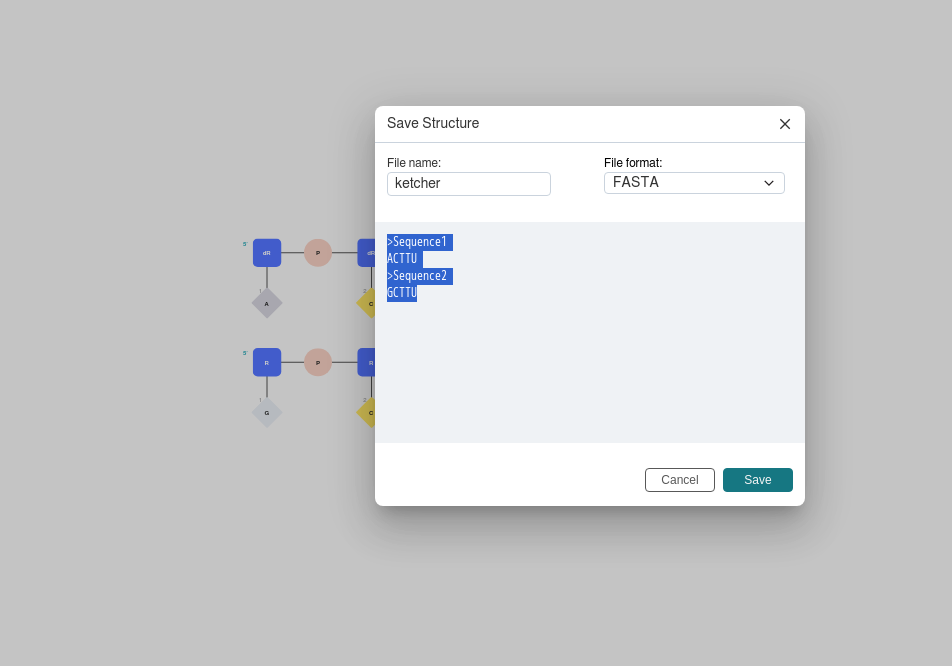 Save Structure
File name:
File format:
ketcher
FASTA
>Sequence1
ACTTU
>Sequence2
GCTTU
Cancel
Save
5'
dR
P
dR
1
2
A
C
5'
R
P
R
1
2
G
C